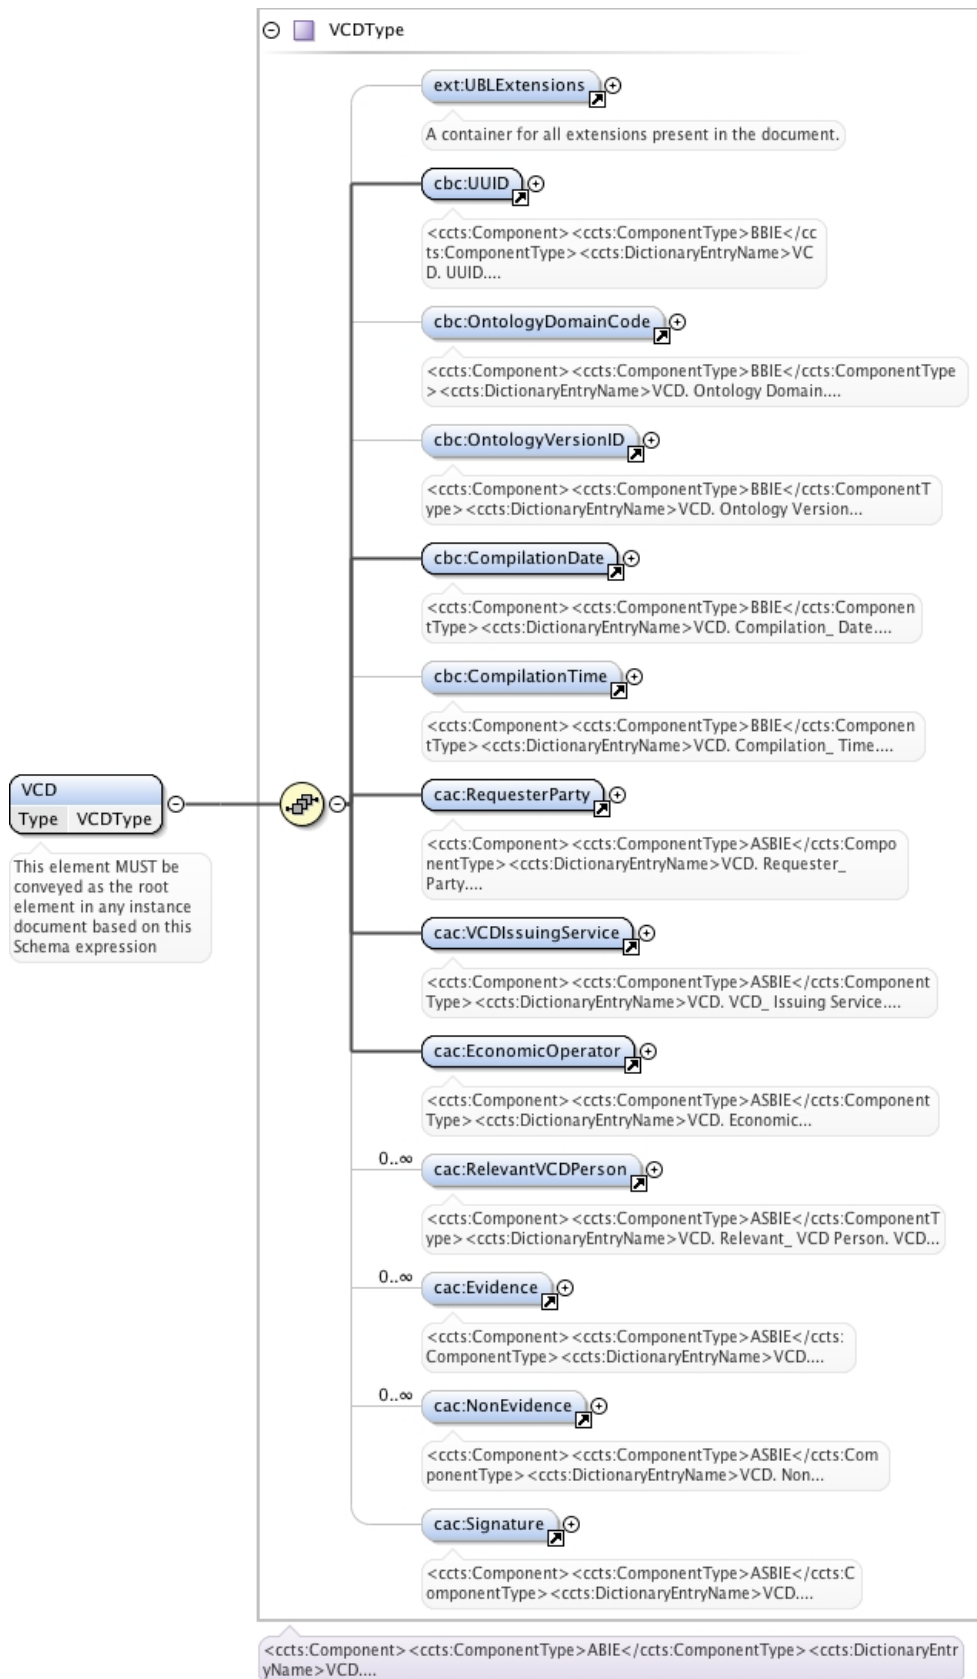 VCDType
ext:UBLExtensions
A container for all extensions present in the document.
cbc:UUID
<ccts:Component><ccts:ComponentType>BBIE</cc
ts:ComponentType><ccts:DictionaryEntryName>VC
D. UUID....
cbc:OntologyDomainCode
<ccts:Component><ccts:ComponentType>BBIE</ccts:ComponentType
><ccts:DictionaryEntryName>VCD. Ontology Domain....
cbc:OntologyVersionID
<ccts:Component><ccts:ComponentType>BBIE</ccts:ComponentT
ype><ccts:DictionaryEntryName>VCD. Ontology Version...
cbc:CompilationDate
<ccts:Component><ccts:ComponentType>BBIE</ccts:Componen
tType><ccts:DictionaryEntryName>VCD. Compilation_ Date....
cbc:CompilationTime
<ccts:Component><ccts:ComponentType>BBIE</ccts:Componen
tType><ccts:DictionaryEntryName>VCD. Compilation_ Time....
VCD
Type VCDType
This element MUST be
conveyed as the root
element in any instance
document based on this
Schema expression
cac:RequesterParty
<ccts:Component><ccts:ComponentType>ASBIE</ccts:Compo
nentType><ccts:DictionaryEntryName>VCD. Requester_
Party....
cac:VCDIssuingService
<ccts:Component><ccts:ComponentType>ASBIE</ccts:Component
Type><ccts:DictionaryEntryName>VCD. VCD_ Issuing Service....
cac:EconomicOperator
<ccts:Component><ccts:ComponentType>ASBIE</ccts:Component
Type><ccts:DictionaryEntryName>VCD. Economic...
0..∞ cac:RelevantVCDPerson
<ccts:Component><ccts:ComponentType>ASBIE</ccts:ComponentT
ype><ccts:DictionaryEntryName>VCD. Relevant_ VCD Person. VCD...
0..∞ cac:Evidence
<ccts:Component><ccts:ComponentType>ASBIE</ccts:
ComponentType><ccts:DictionaryEntryName>VCD....
0..∞ cac:NonEvidence
<ccts:Component><ccts:ComponentType>ASBIE</ccts:Com
ponentType><ccts:DictionaryEntryName>VCD. Non...
cac:Signature
<ccts:Component><ccts:ComponentType>ASBIE</ccts:C
omponentType><ccts:DictionaryEntryName>VCD....
<ccts:Component><ccts:ComponentType>ABIE</ccts:ComponentType><ccts:DictionaryEntr
yName>VCD....